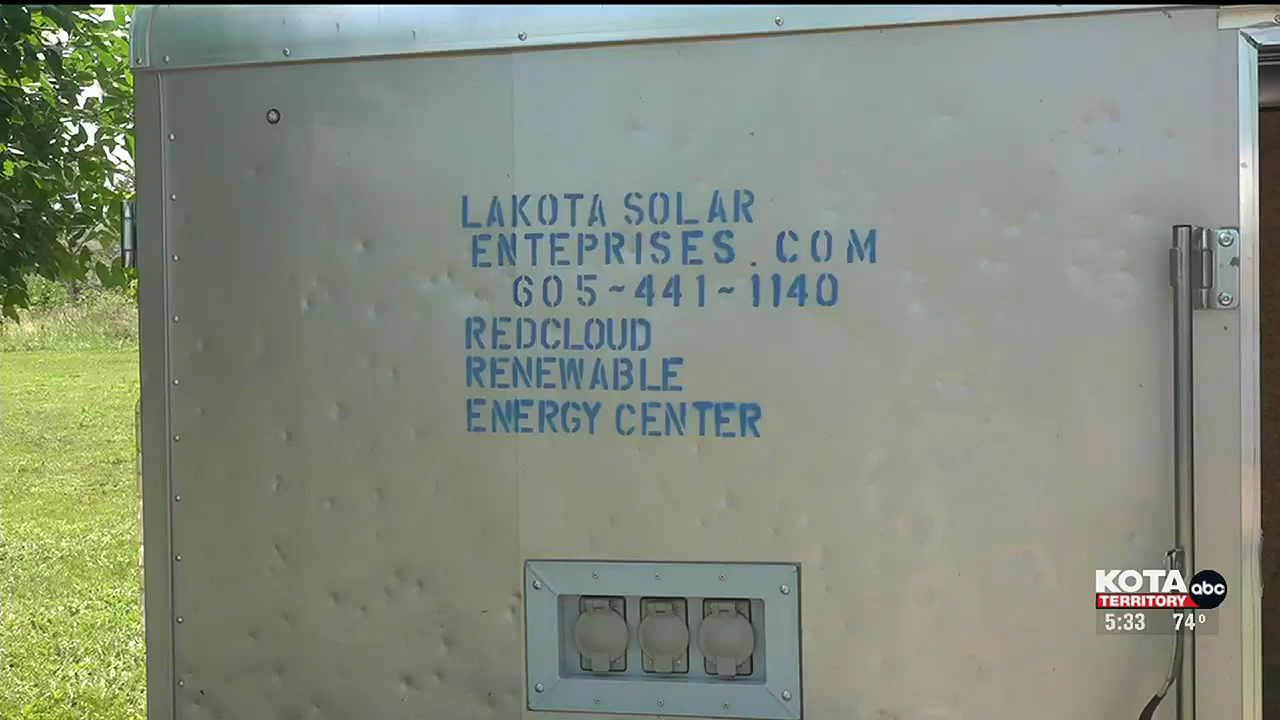 LAKOTA SOLAR
ENTEPRISES.COM
605~441~1140
REDCLOUD
RENEWABLE
ENERGY CENTER
KOTA abc
TERRITORY
5:33 74°